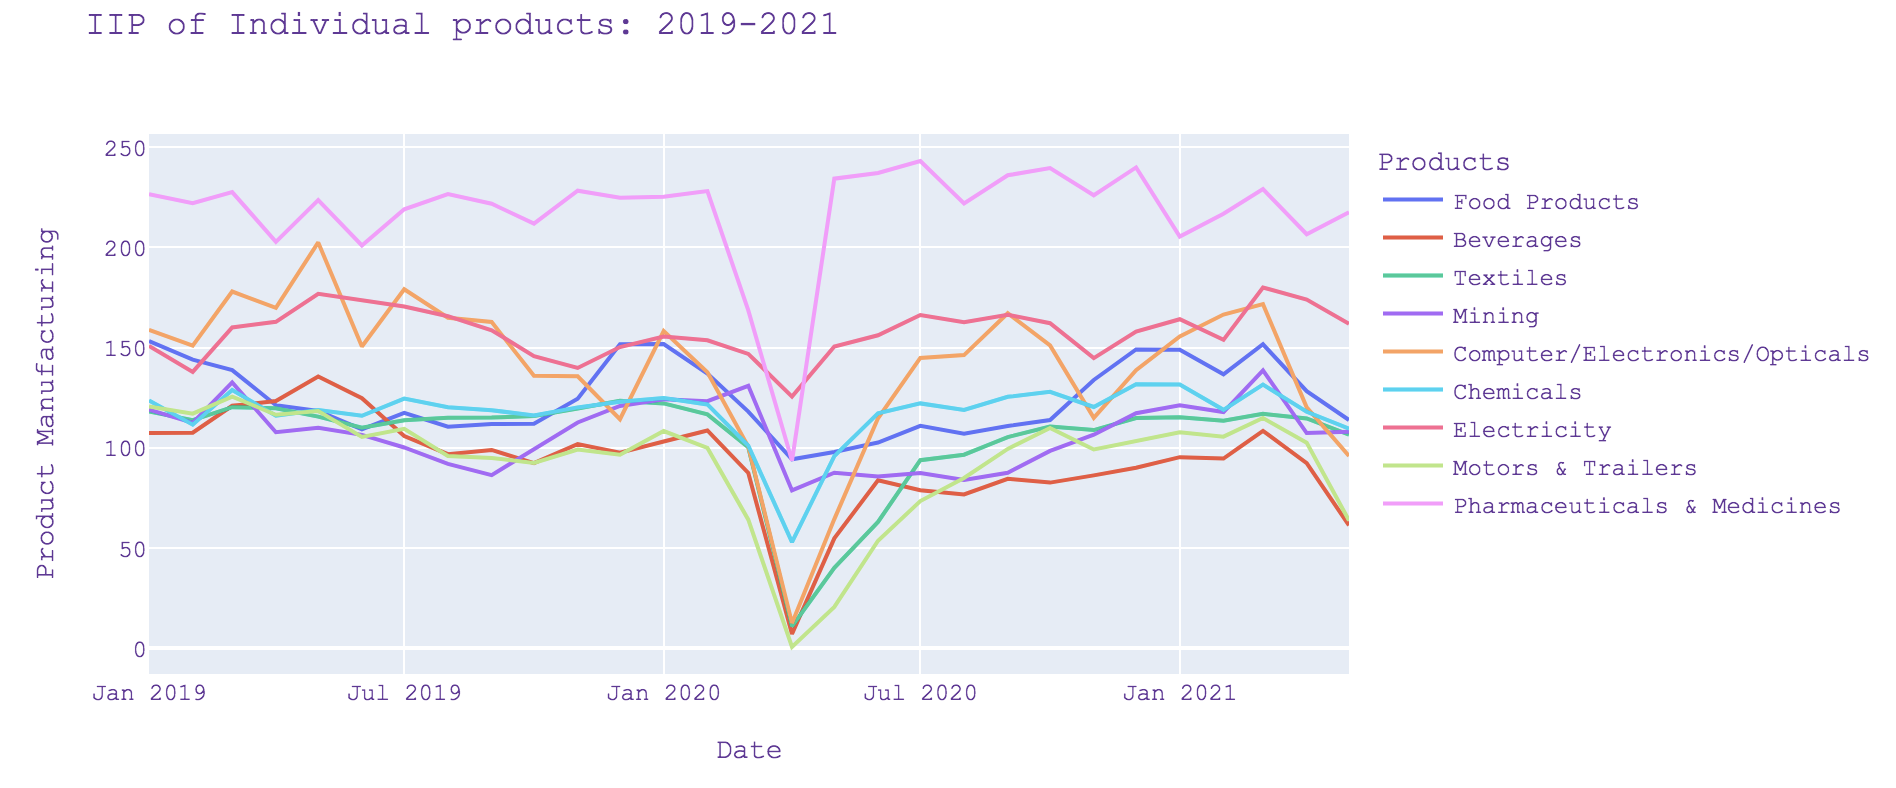 IIP of Individual products: 2019-2021
Product Manufacturing
250
200
150
100
50
0
Jan 2019
Jul 2019
Jan 2020
Jul 2020
Jan 2021
Date
Products
Food Products
Beverages
Textiles
Mining
Computer/Electronics/Opticals
Chemicals
Electricity
Motors & Trailers
Pharmaceuticals & Medicines